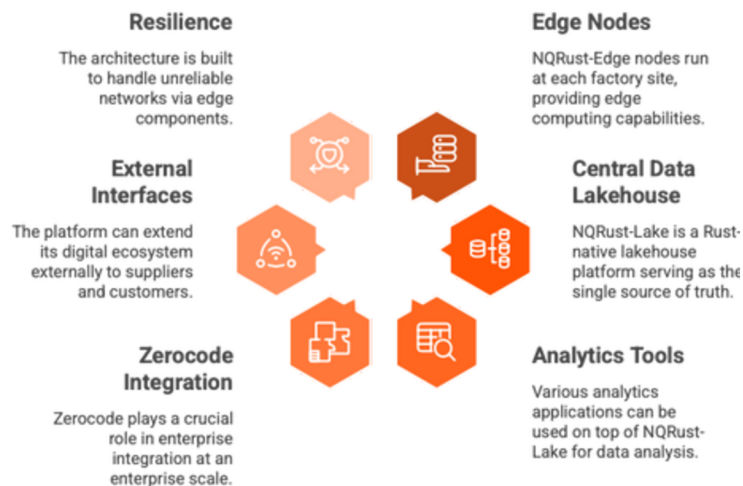 Resilience
The architecture is built
to handle unreliable
networks via edge
components.
Edge Nodes
NQRust-Edge nodes run
at each factory site,
providing edge
computing capabilities.
External
Interfaces
The platform can extend
its digital ecosystem
externally to suppliers
and customers.
Central Data
Lakehouse
NQRust-Lake is a Rust-
native lakehouse
platform serving as the
single source of truth.
Zerocode
Integration
Zerocode plays a crucial
role in enterprise
integration at an
enterprise scale.
Analytics Tools
Various analytics
applications can be
used on top of NQRust-
Lake for data analysis.